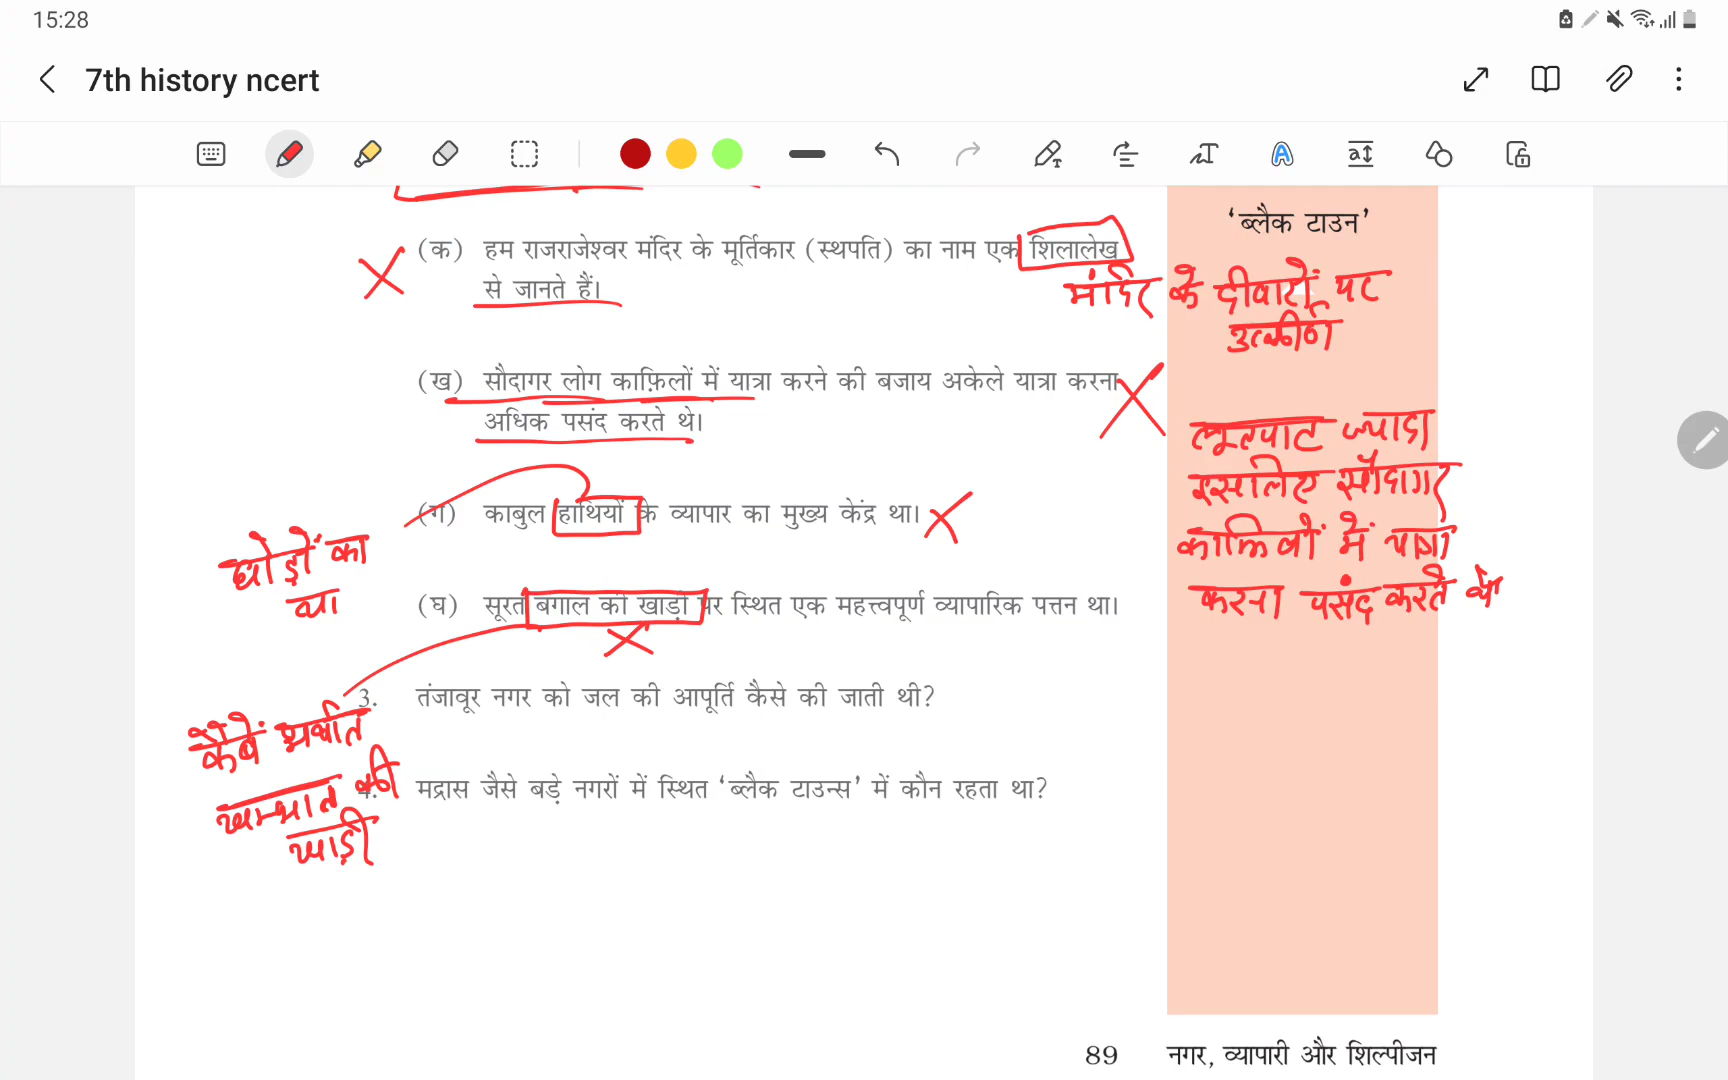 15:28
7th history ncert
'ब्लैक टाउन'
(क) हम राजराजेश्वर मंदिर के मूर्तिकार (स्थपति) का नाम एक शिलालेख
से जानते हैं।
मंदिर के दीवारों पर
उत्कीर्ण
(ख) सौदागर लोग काफ़िलों में यात्रा करने की बजाय अकेले यात्रा करना
अधिक पसंद करते थे।
लूटपाट ज्यादा
इसलिए सौदागर
काफिलों में यात्रा
करना पसंद करते थे
(ग) काबुल हाथियों के व्यापार का मुख्य केंद्र था।
घोड़ों का
था
(घ) सूरत बंगाल की खाड़ी पर स्थित एक महत्त्वपूर्ण व्यापारिक पत्तन था।
3. तंजावूर नगर को जल की आपूर्ति कैसे की जाती थी?
कैंबे अर्थात
खम्भात की
खाड़ी
4. मद्रास जैसे बड़े नगरों में स्थित 'ब्लैक टाउन्स' में कौन रहता था?
89 नगर, व्यापारी और शिल्पीजन